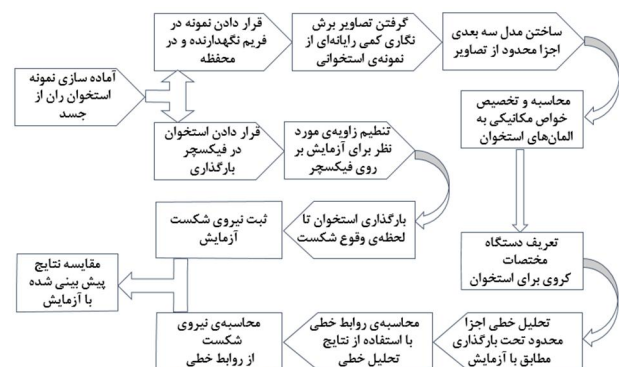 آماده سازی نمونه
استخوان ران از
جسد
قرار دادن نمونه در
فریم نگهدارنده و در
محفظه
گرفتن تصاویر برش
نگاری کمی رایانه‌ای از
نمونه‌ی استخوانی
ساختن مدل سه بعدی
اجزا محدود از تصاویر
محاسبه و تخصیص
خواص مکانیکی به
المان‌های استخوان
تعریف دستگاه
مختصات
کروی برای استخوان
تحلیل خطی اجزا
محدود تحت بارگذاری
مطابق با آزمایش
محاسبه‌ی روابط خطی
با استفاده از نتایج
تحلیل خطی
محاسبه‌ی نیروی
شکست
از روابط خطی
قرار دادن استخوان
در فیکسچر
بارگذاری
تنظیم زاویه‌ی مورد
نظر برای آزمایش بر
روی فیکسچر
بارگذاری استخوان تا
لحظه‌ی وقوع شکست
ثبت نیروی شکست
آزمایش
مقایسه نتایج
پیش بینی شده
با آزمایش